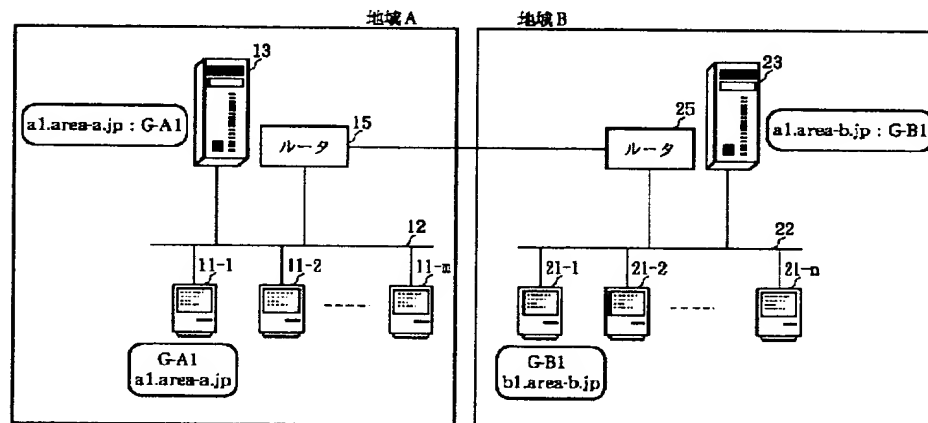 地域A
地域B
13
23
a1.area-a.jp : G-A1
15
25
a1.area-b.jp : G-B1
ルータ
ルータ
12
22
11-1
11-2
11-m
21-1
21-2
21-n
G-A1
a1.area-a.jp
G-B1
b1.area-b.jp